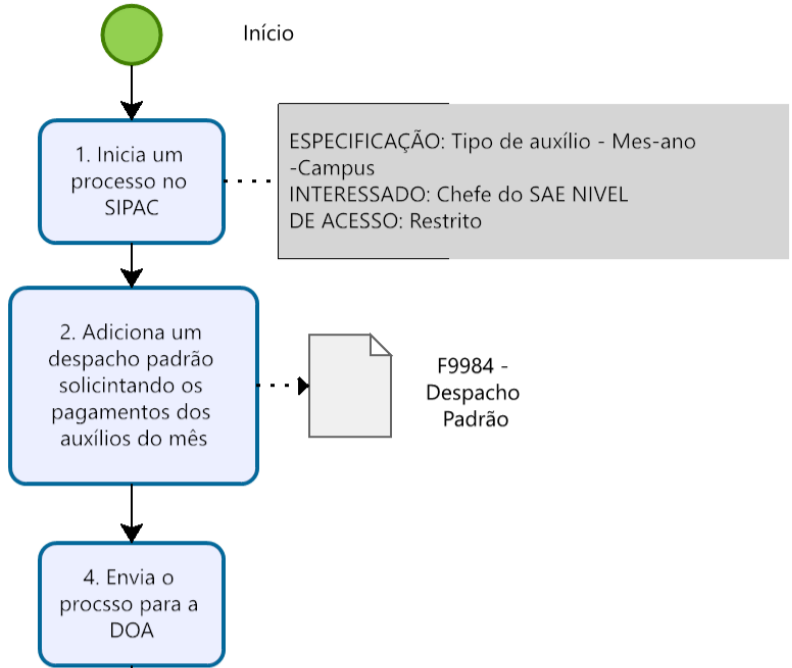 Início
1. Inicia um
processo no
SIPAC
ESPECIFICAÇÃO: Tipo de auxílio - Mes-ano
-Campus
INTERESSADO: Chefe do SAE NIVEL
DE ACESSO: Restrito
2. Adiciona um
despacho padrão
solicintando os
pagamentos dos
auxílios do mês
F9984 -
Despacho
Padrão
4. Envia o
procsso para a
DOA